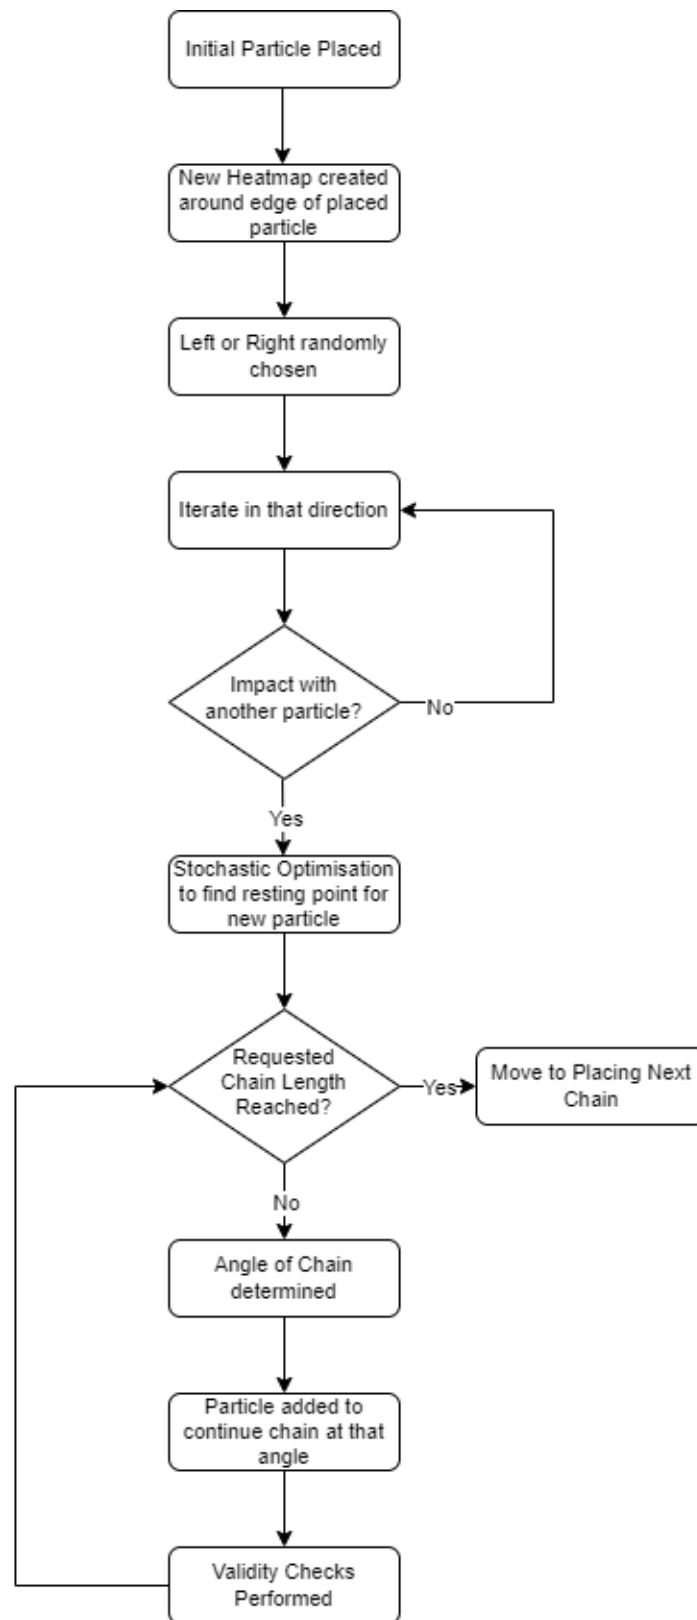 Initial Particle Placed
New Heatmap created
around edge of placed
particle
Left or Right randomly
chosen
Iterate in that direction
Impact with
another particle?
No
Yes
Stochastic Optimisation
to find resting point for
new particle
Requested
Chain Length
Reached?
Yes
Move to Placing Next
Chain
No
Angle of Chain
determined
Particle added to
continue chain at that
angle
Validity Checks
Performed